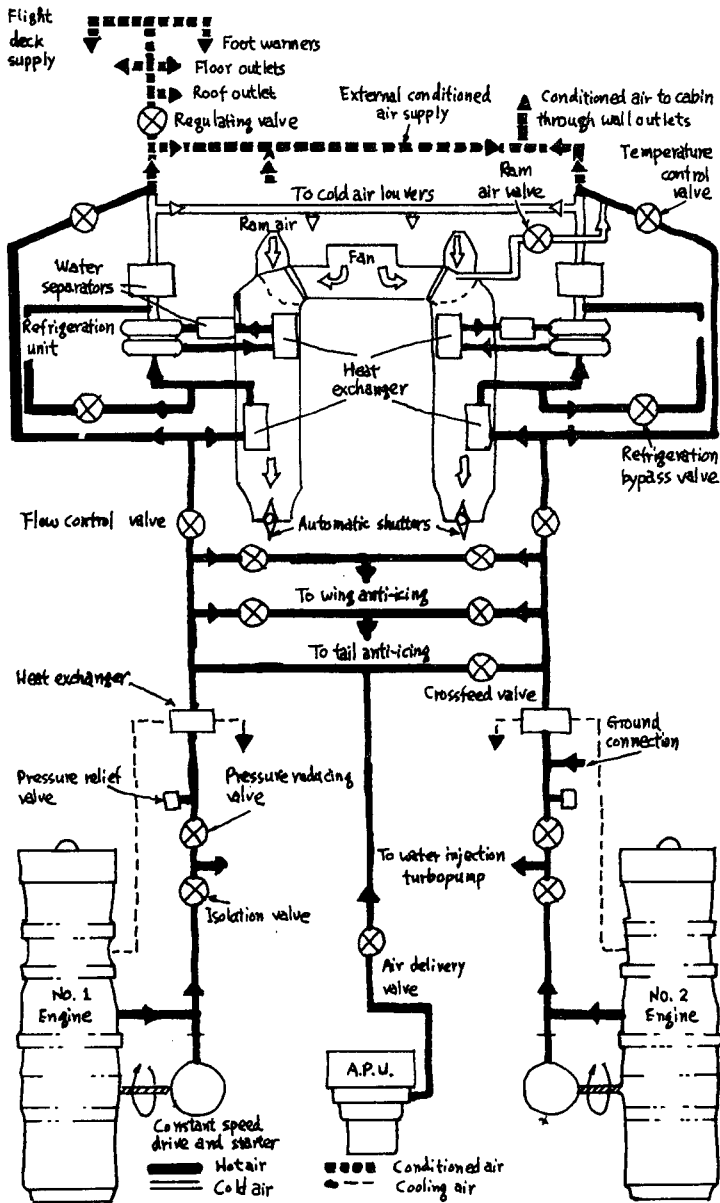 Flight
deck
supply
Foot warmers
Floor outlets
Roof outlet
Regulating valve
External conditioned
air supply
Conditioned air to cabin
through wall outlets
Temperature
control
valve
To cold air louvers
Ram
air valve
Ram air
Fan
Water
separators
Refrigeration
unit
Heat
exchanger
Refrigeration
bypass valve
Flow control valve
Automatic shutters
To wing anti-icing
To tail anti-icing
Heat exchanger
Crossfeed valve
Ground
connection
Pressure relief
valve
Pressure reducing
valve
To water injection
turbopump
Isolation valve
Air delivery
valve
No. 1
Engine
No. 2
Engine
A.P.U.
Constant speed
drive and starter
Hot air
Cold air
Conditioned air
Cooling air